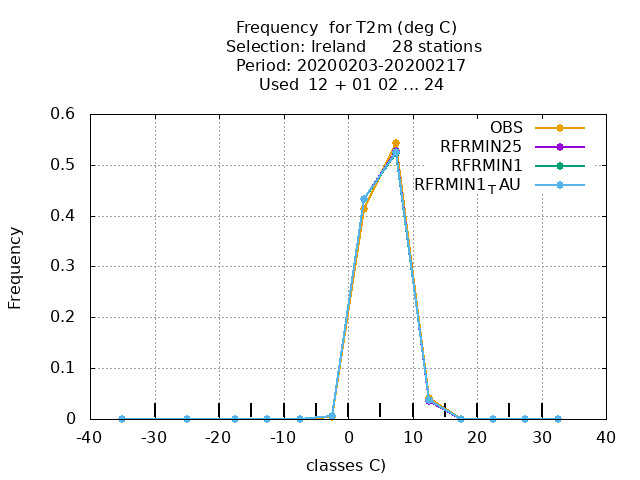 Frequency  for T2m (deg C)
Selection: Ireland     28 stations
Period: 20200203-20200217
Used  12 + 01 02 ... 24
OBS
RFRMIN25
RFRMIN1
RFRMIN1_TAU
Frequency
0.6
0.5
0.4
0.3
0.2
0.1
0
-40
-30
-20
-10
0
10
20
30
40
classes C)